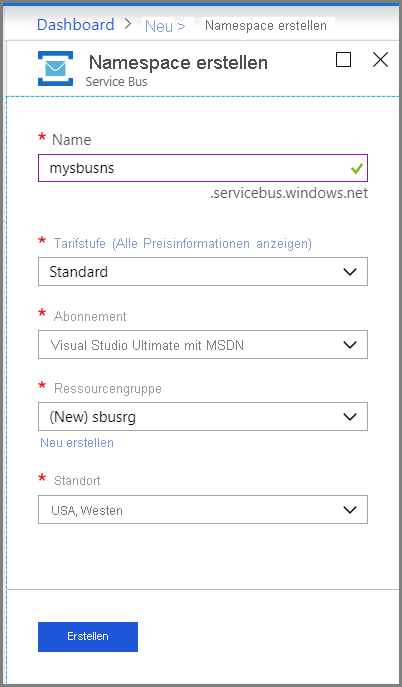 Dashboard > Neu > Namespace erstellen
Namespace erstellen
Service Bus
* Name
mysbusns
.servicebus.windows.net
* Tarifstufe (Alle Preisinformationen anzeigen)
Standard
* Abonnement
Visual Studio Ultimate mit MSDN
* Ressourcengruppe
(New) sbusrg
Neu erstellen
* Standort
USA, Westen
Erstellen